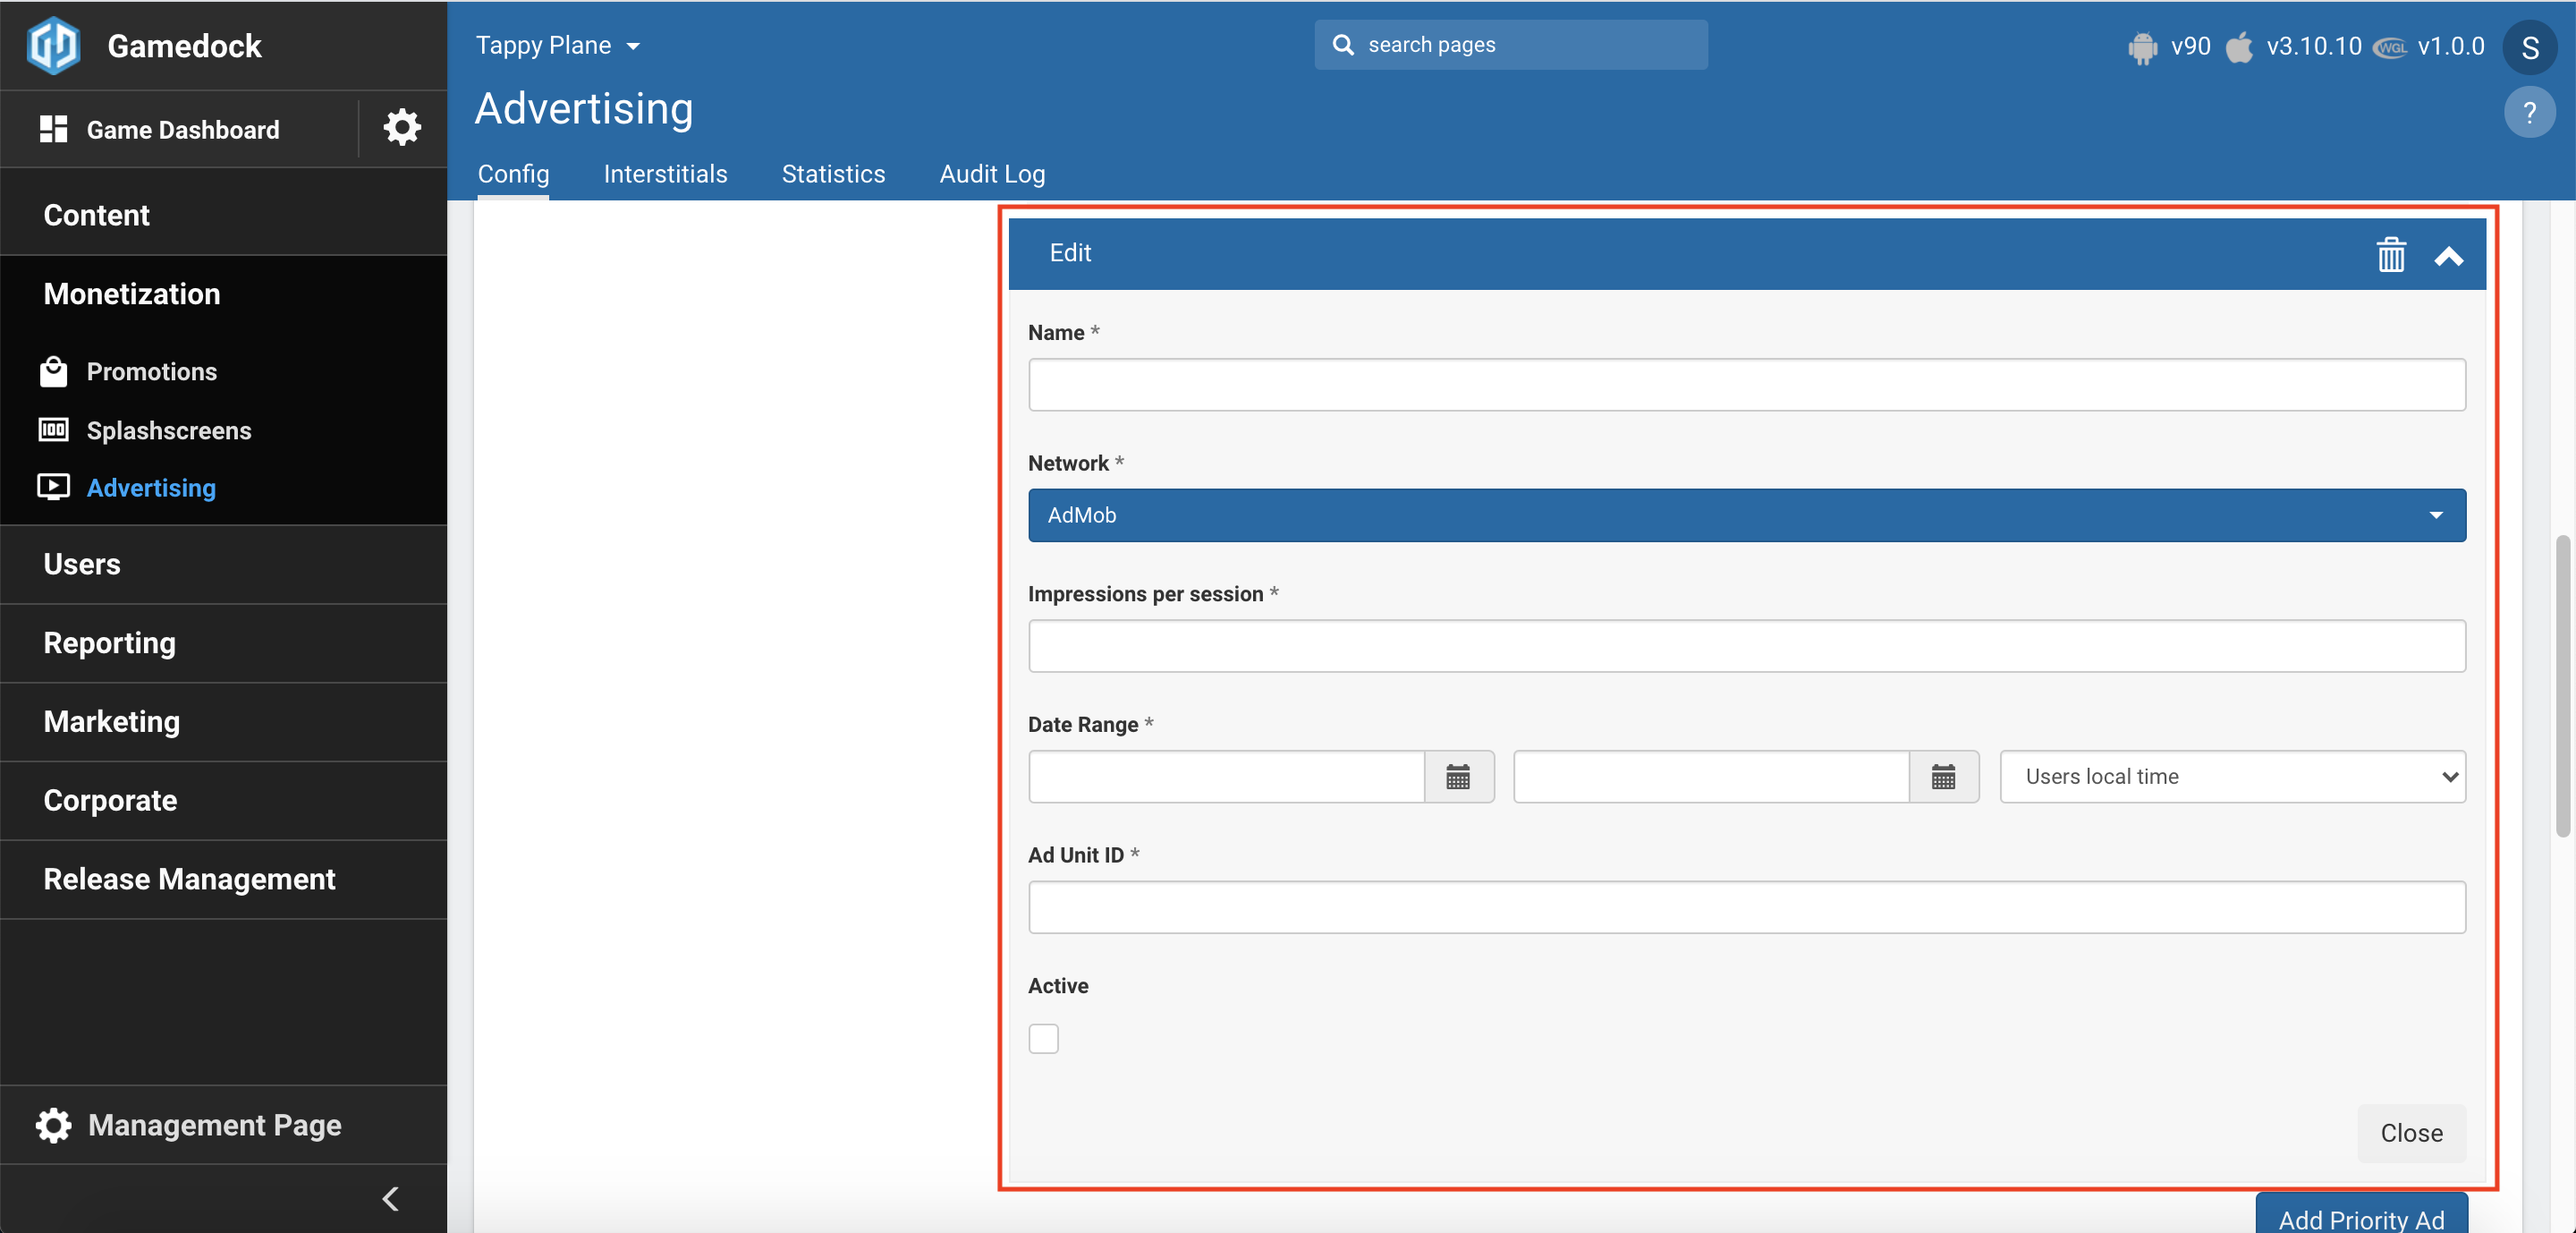 Gamedock
Game Dashboard
Content
Monetization
Promotions
100 Splashscreens
Advertising
Users
Reporting
Marketing
Corporate
Release Management
Management Page
Tappy Plane
search pages
v90 v3.10.10 WGL v1.0.0 S
Advertising
?
Config Interstitials Statistics Audit Log
Edit
Name *
Network *
AdMob
Impressions per session *
Date Range *
Users local time
Ad Unit ID *
Active
Close
Add Priority Ad